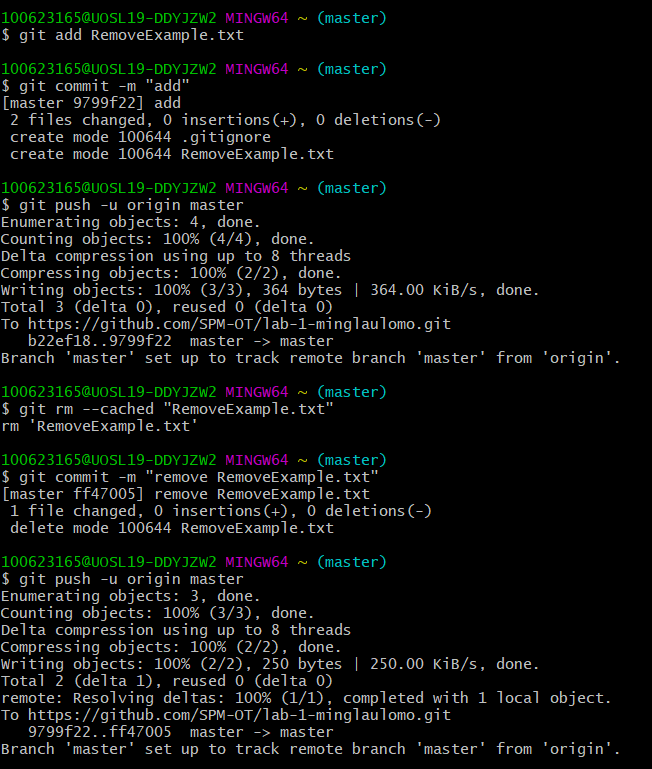 100623165@UOSL19-DDYJZW2 MINGW64 ~ (master)
$ git add RemoveExample.txt
100623165@UOSL19-DDYJZW2 MINGW64 ~ (master)
$ git commit -m "add"
[master 9799f22] add
 2 files changed, 0 insertions(+), 0 deletions(-)
 create mode 100644 .gitignore
 create mode 100644 RemoveExample.txt
100623165@UOSL19-DDYJZW2 MINGW64 ~ (master)
$ git push -u origin master
Enumerating objects: 4, done.
Counting objects: 100% (4/4), done.
Delta compression using up to 8 threads
Compressing objects: 100% (2/2), done.
Writing objects: 100% (3/3), 364 bytes | 364.00 KiB/s, done.
Total 3 (delta 0), reused 0 (delta 0)
To https://github.com/SPM-OT/lab-1-minglaulomo.git
   b22ef18..9799f22  master -> master
Branch 'master' set up to track remote branch 'master' from 'origin'.
100623165@UOSL19-DDYJZW2 MINGW64 ~ (master)
$ git rm --cached "RemoveExample.txt"
rm 'RemoveExample.txt'
100623165@UOSL19-DDYJZW2 MINGW64 ~ (master)
$ git commit -m "remove RemoveExample.txt"
[master ff47005] remove RemoveExample.txt
 1 file changed, 0 insertions(+), 0 deletions(-)
 delete mode 100644 RemoveExample.txt
100623165@UOSL19-DDYJZW2 MINGW64 ~ (master)
$ git push -u origin master
Enumerating objects: 3, done.
Counting objects: 100% (3/3), done.
Delta compression using up to 8 threads
Compressing objects: 100% (2/2), done.
Writing objects: 100% (2/2), 250 bytes | 250.00 KiB/s, done.
Total 2 (delta 1), reused 0 (delta 0)
remote: Resolving deltas: 100% (1/1), completed with 1 local object.
To https://github.com/SPM-OT/lab-1-minglaulomo.git
   9799f22..ff47005  master -> master
Branch 'master' set up to track remote branch 'master' from 'origin'.